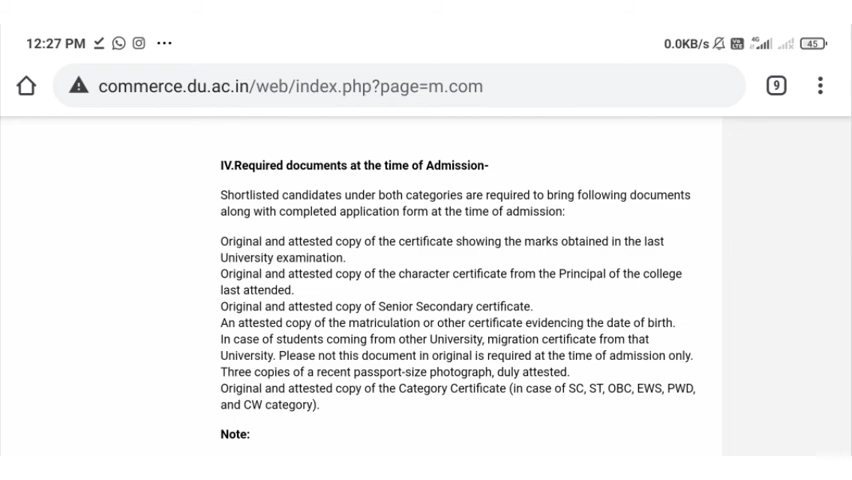 12:27 PM 0.0KB/s 4G 45
commerce.du.ac.in/web/index.php?page=m.com 9
IV.Required documents at the time of Admission-
Shortlisted candidates under both categories are required to bring following documents
along with completed application form at the time of admission:
Original and attested copy of the certificate showing the marks obtained in the last
University examination.
Original and attested copy of the character certificate from the Principal of the college
last attended.
Original and attested copy of Senior Secondary certificate.
An attested copy of the matriculation or other certificate evidencing the date of birth.
In case of students coming from other University, migration certificate from that
University. Please not this document in original is required at the time of admission only.
Three copies of a recent passport-size photograph, duly attested.
Original and attested copy of the Category Certificate (in case of SC, ST, OBC, EWS, PWD,
and CW category).
Note: